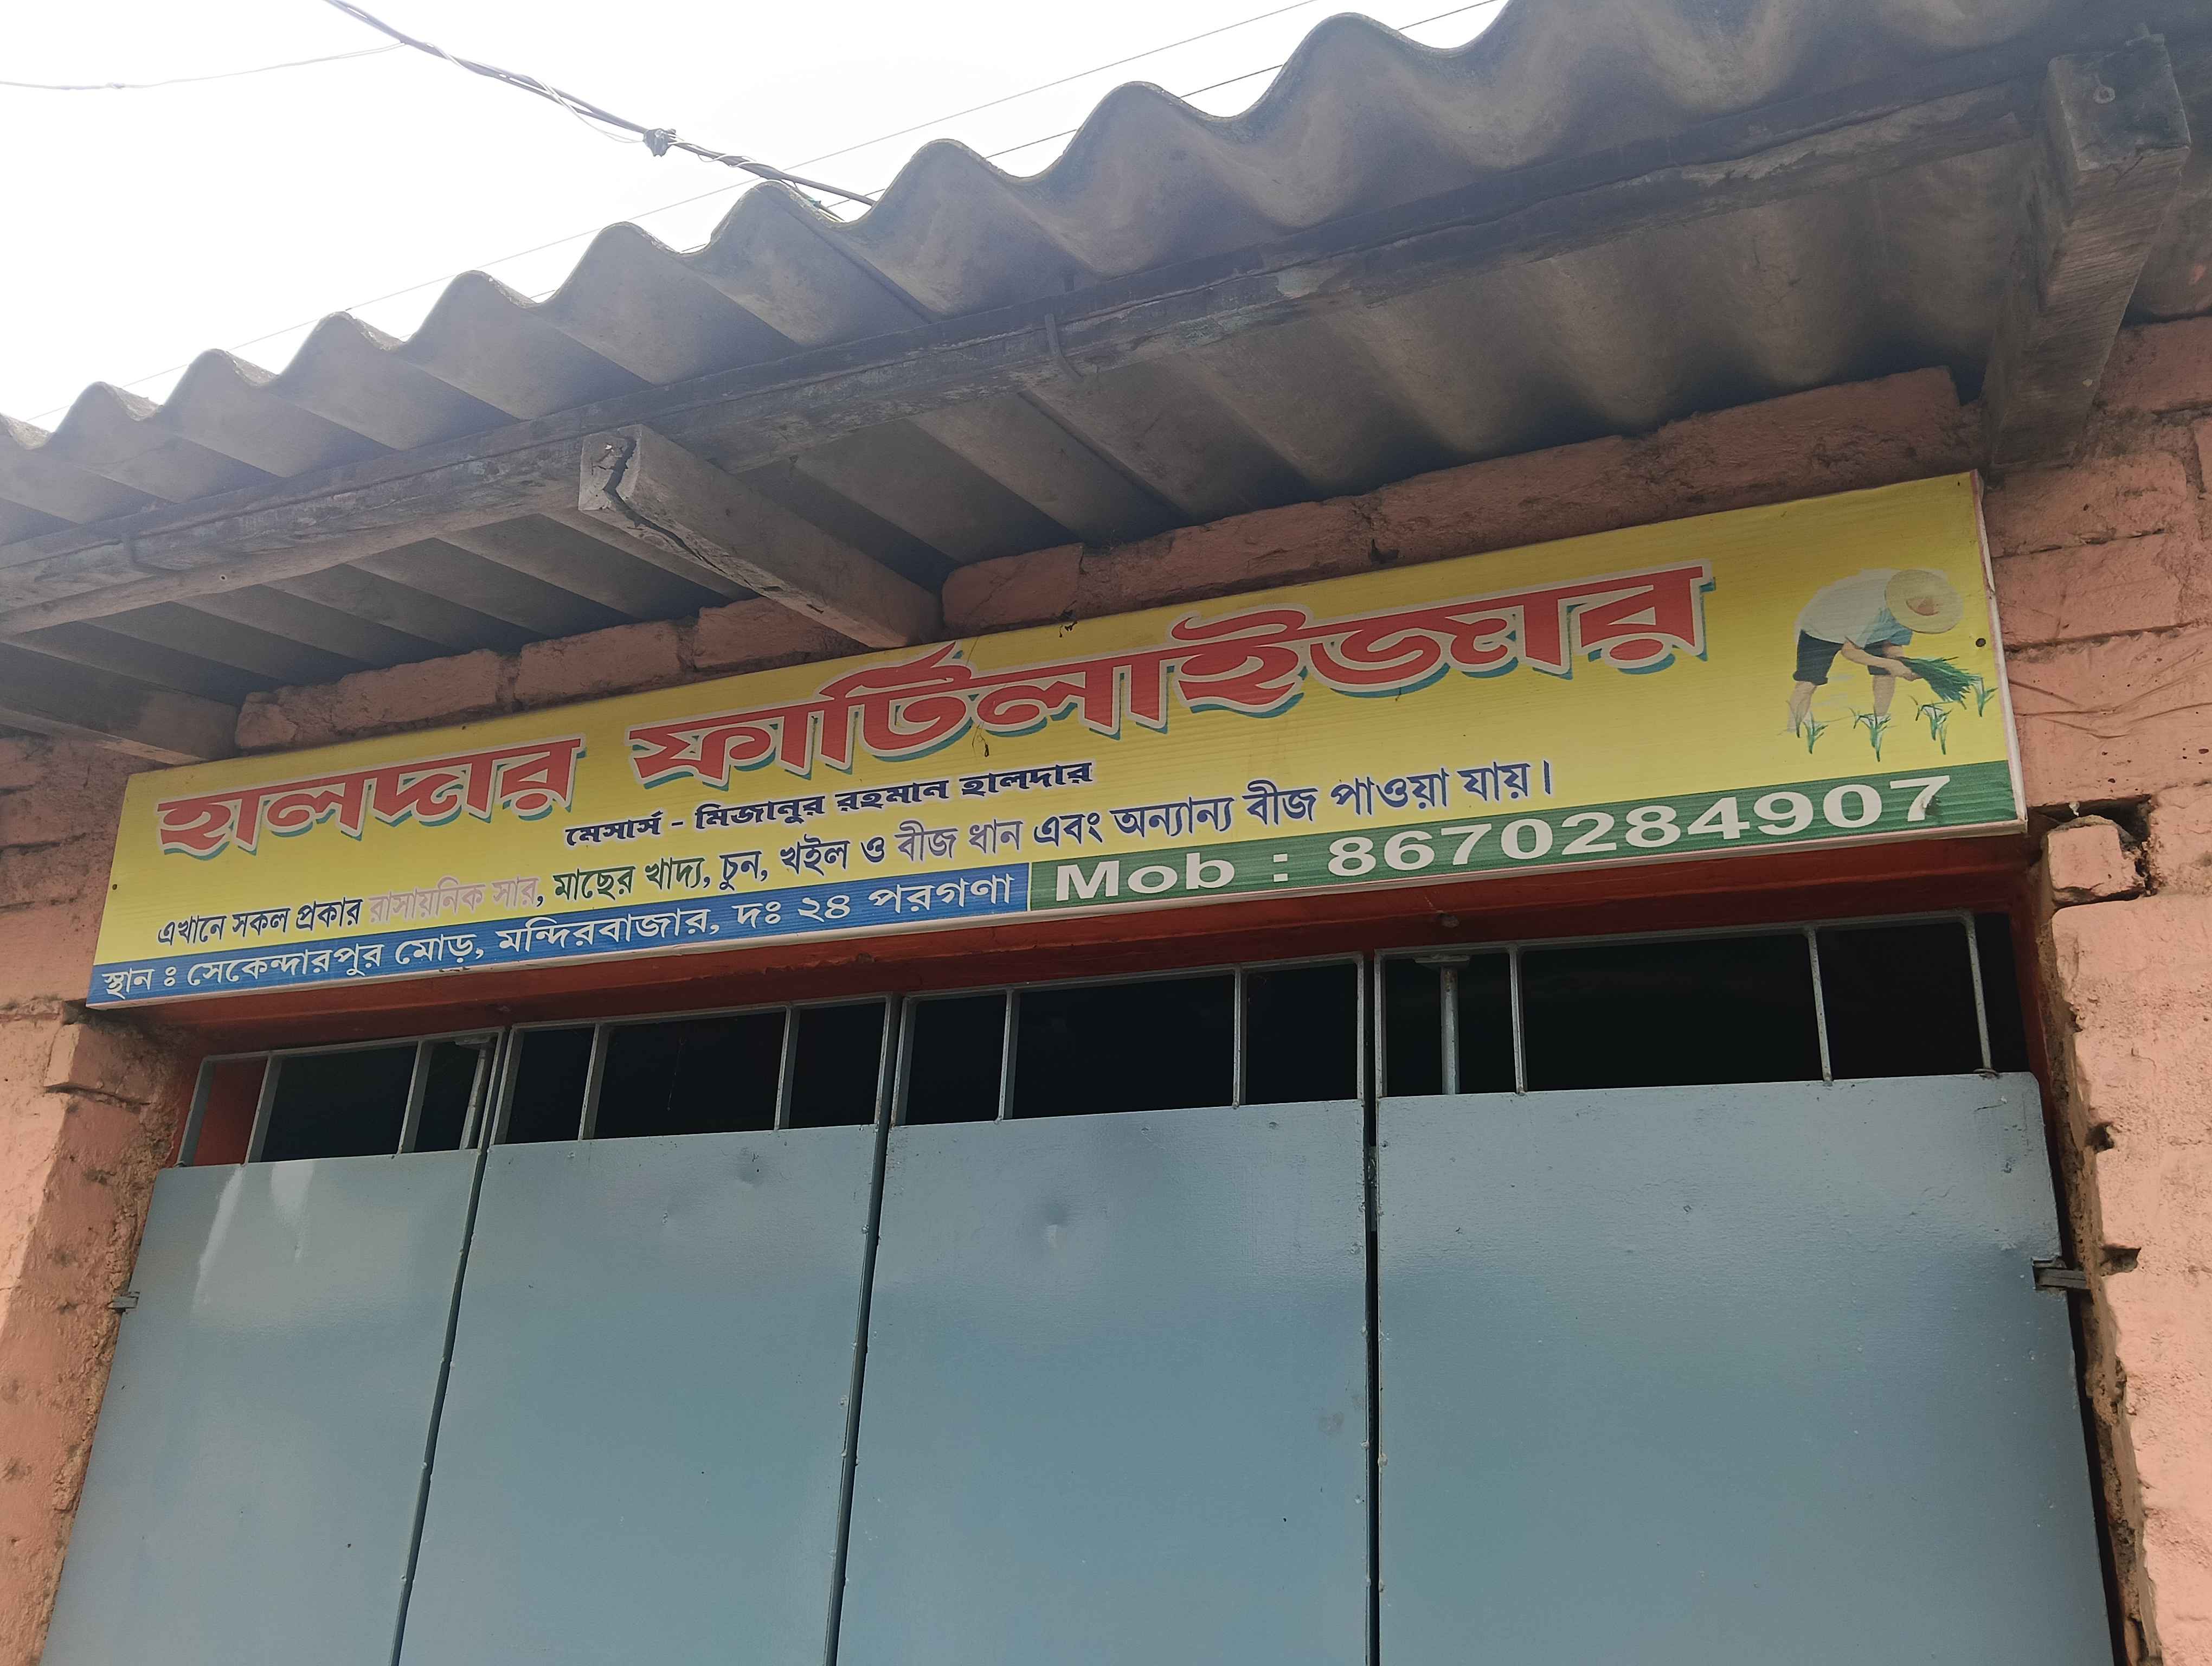 হালদার ফার্টিলাইজার
মেসার্স - মিজানুর রহমান হালদার
এখানে সকল প্রকার রাসায়নিক সার, মাছের খাদ্য, চুন, খইল ও বীজ ধান এবং অন্যান্য বীজ পাওয়া যায়।
স্থান ঃ সেকেন্দারপুর মোড়, মন্দিরবাজার, দঃ ২৪ পরগণা Mob : 8670284907